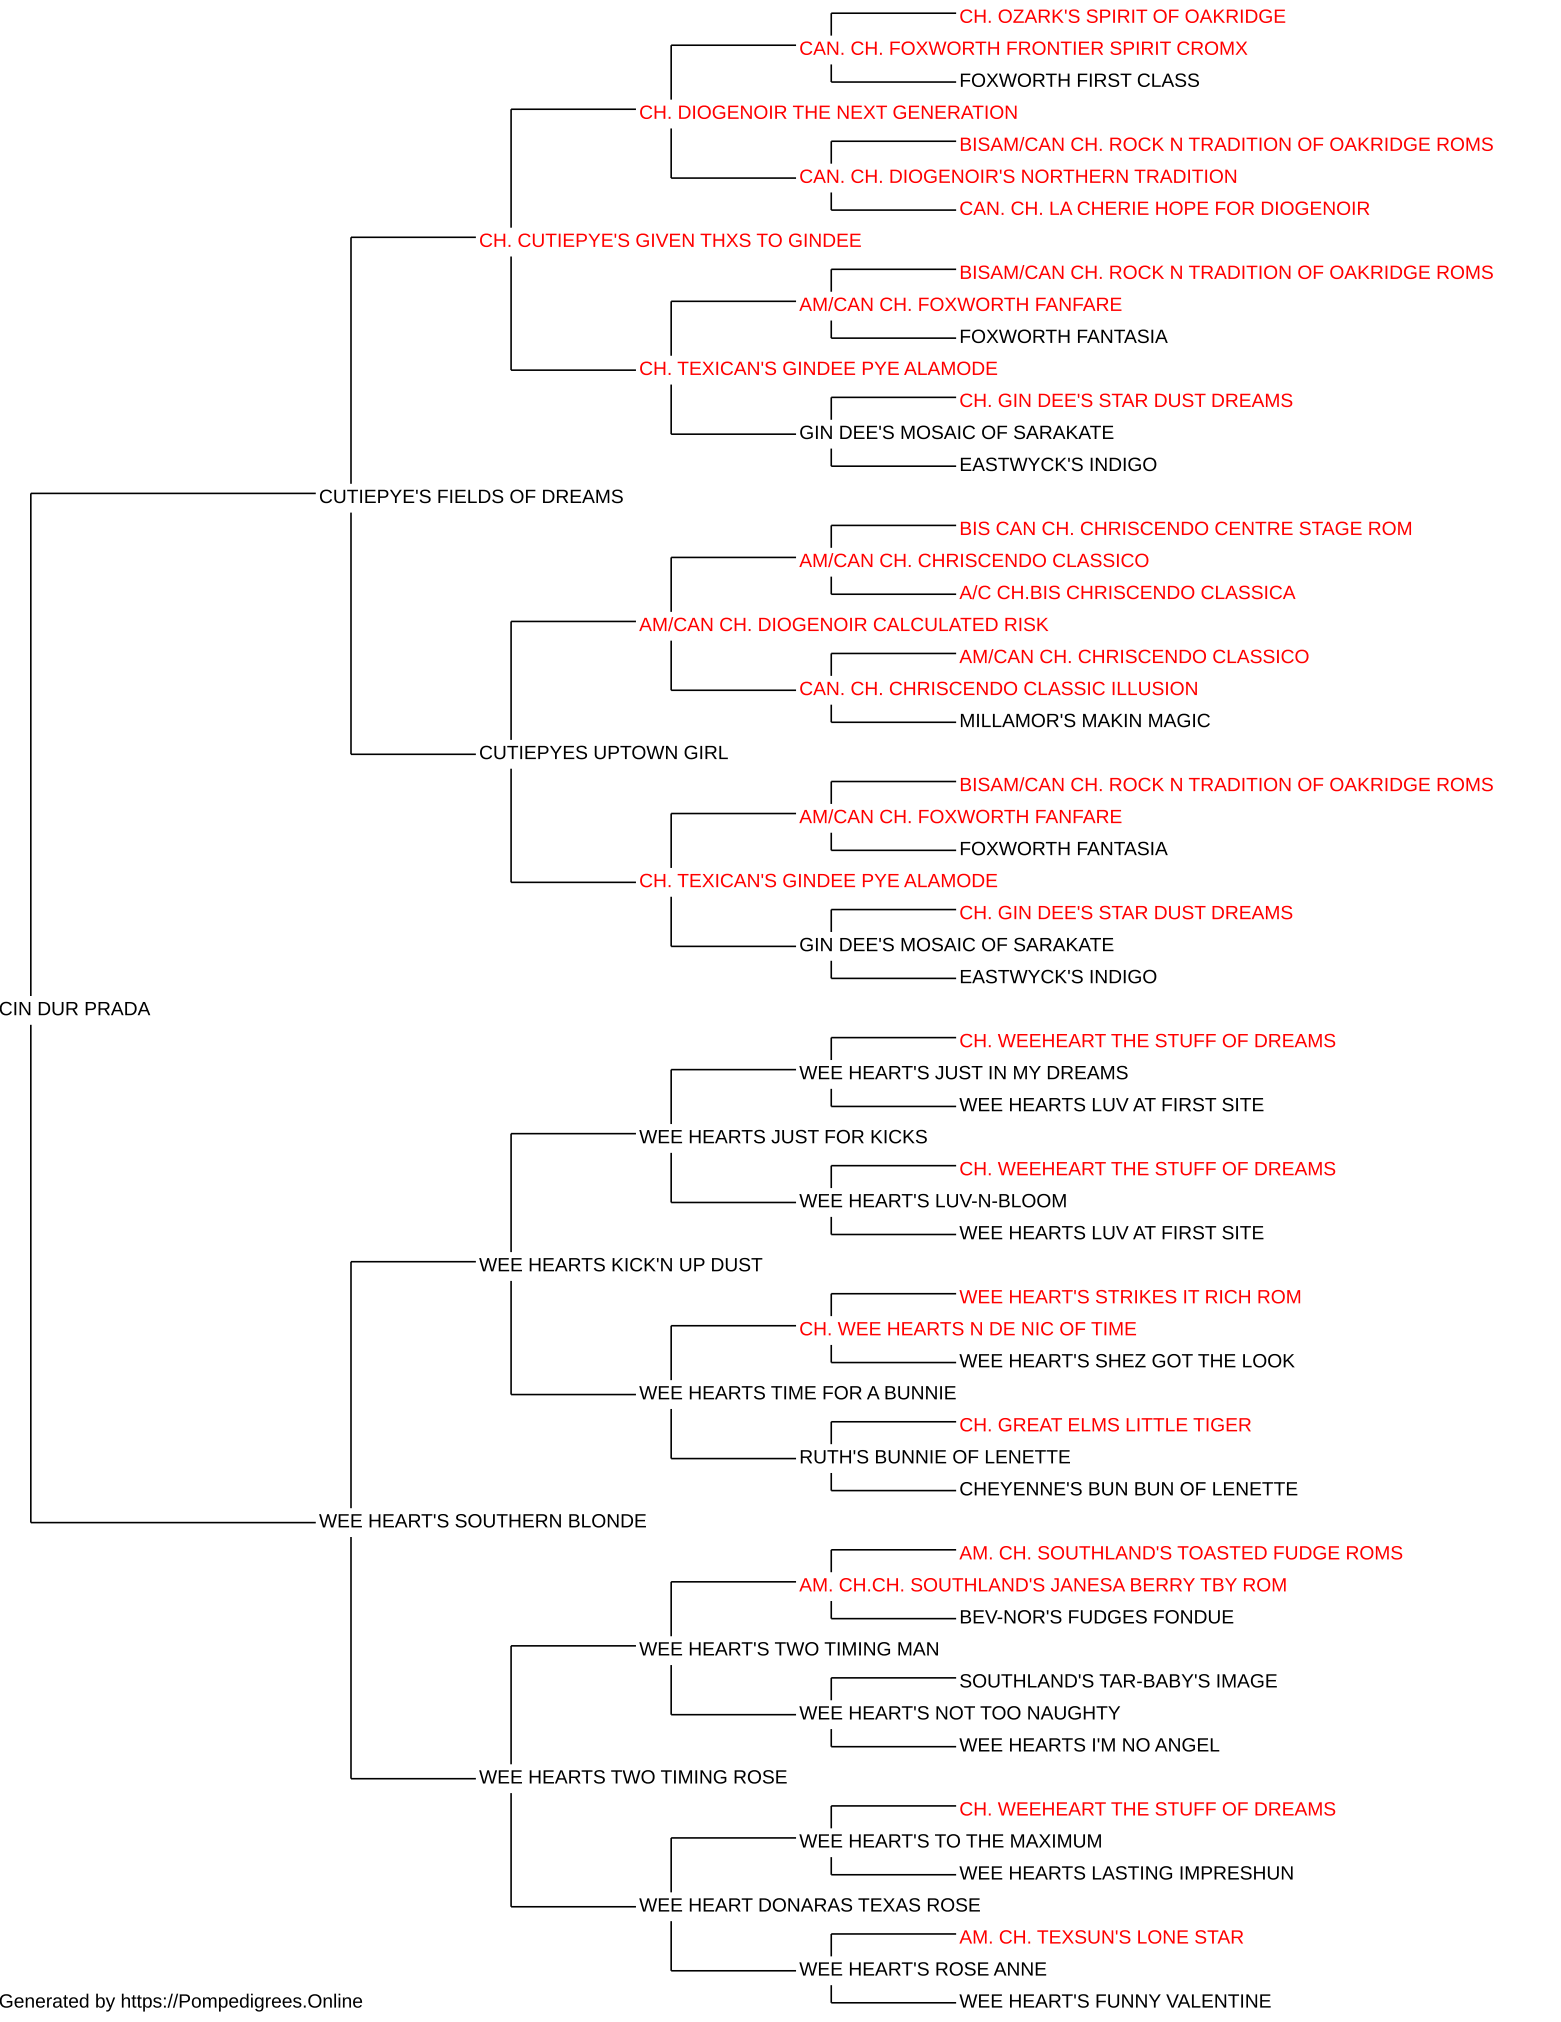 CH. OZARK'S SPIRIT OF OAKRIDGE
CAN. CH. FOXWORTH FRONTIER SPIRIT CROMX
FOXWORTH FIRST CLASS
CH. DIOGENOIR THE NEXT GENERATION
BISAM/CAN CH. ROCK N TRADITION OF OAKRIDGE ROMS
CAN. CH. DIOGENOIR'S NORTHERN TRADITION
CAN. CH. LA CHERIE HOPE FOR DIOGENOIR
CH. CUTIEPYE'S GIVEN THXS TO GINDEE
BISAM/CAN CH. ROCK N TRADITION OF OAKRIDGE ROMS
AM/CAN CH. FOXWORTH FANFARE
FOXWORTH FANTASIA
CH. TEXICAN'S GINDEE PYE ALAMODE
CH. GIN DEE'S STAR DUST DREAMS
GIN DEE'S MOSAIC OF SARAKATE
EASTWYCK'S INDIGO
CUTIEPYE'S FIELDS OF DREAMS
BIS CAN CH. CHRISCENDO CENTRE STAGE ROM
AM/CAN CH. CHRISCENDO CLASSICO
A/C CH.BIS CHRISCENDO CLASSICA
AM/CAN CH. DIOGENOIR CALCULATED RISK
AM/CAN CH. CHRISCENDO CLASSICO
CAN. CH. CHRISCENDO CLASSIC ILLUSION
MILLAMOR'S MAKIN MAGIC
CUTIEPYES UPTOWN GIRL
BISAM/CAN CH. ROCK N TRADITION OF OAKRIDGE ROMS
AM/CAN CH. FOXWORTH FANFARE
FOXWORTH FANTASIA
CH. TEXICAN'S GINDEE PYE ALAMODE
CH. GIN DEE'S STAR DUST DREAMS
GIN DEE'S MOSAIC OF SARAKATE
EASTWYCK'S INDIGO
CIN DUR PRADA
CH. WEEHEART THE STUFF OF DREAMS
WEE HEART'S JUST IN MY DREAMS
WEE HEARTS LUV AT FIRST SITE
WEE HEARTS JUST FOR KICKS
CH. WEEHEART THE STUFF OF DREAMS
WEE HEART'S LUV-N-BLOOM
WEE HEARTS LUV AT FIRST SITE
WEE HEARTS KICK'N UP DUST
WEE HEART'S STRIKES IT RICH ROM
CH. WEE HEARTS N DE NIC OF TIME
WEE HEART'S SHEZ GOT THE LOOK
WEE HEARTS TIME FOR A BUNNIE
CH. GREAT ELMS LITTLE TIGER
RUTH'S BUNNIE OF LENETTE
CHEYENNE'S BUN BUN OF LENETTE
WEE HEART'S SOUTHERN BLONDE
AM. CH. SOUTHLAND'S TOASTED FUDGE ROMS
AM. CH.CH. SOUTHLAND'S JANESA BERRY TBY ROM
BEV-NOR'S FUDGES FONDUE
WEE HEART'S TWO TIMING MAN
SOUTHLAND'S TAR-BABY'S IMAGE
WEE HEART'S NOT TOO NAUGHTY
WEE HEARTS I'M NO ANGEL
WEE HEARTS TWO TIMING ROSE
CH. WEEHEART THE STUFF OF DREAMS
WEE HEART'S TO THE MAXIMUM
WEE HEARTS LASTING IMPRESHUN
WEE HEART DONARAS TEXAS ROSE
AM. CH. TEXSUN'S LONE STAR
WEE HEART'S ROSE ANNE
WEE HEART'S FUNNY VALENTINE
Generated by https://Pompedigrees.Online